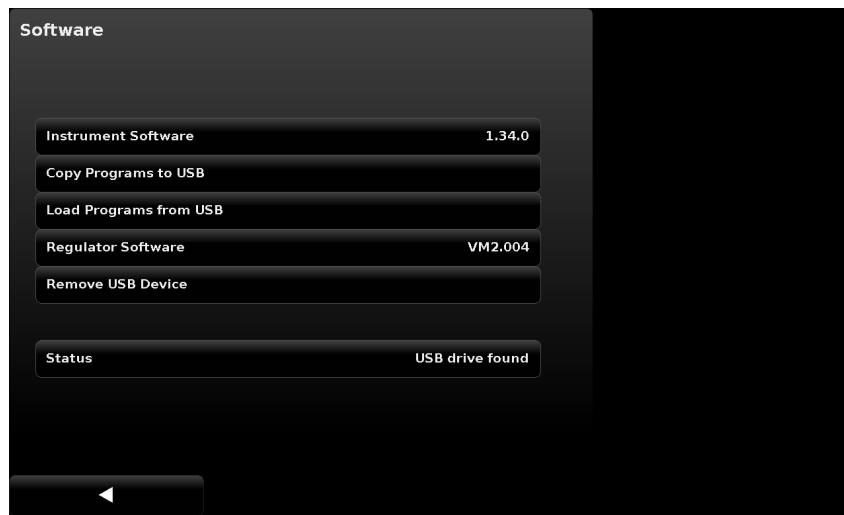 Software
Instrument Software 1.34.0
Copy Programs to USB
Load Programs from USB
Regulator Software VM2.004
Remove USB Device
Status USB drive found